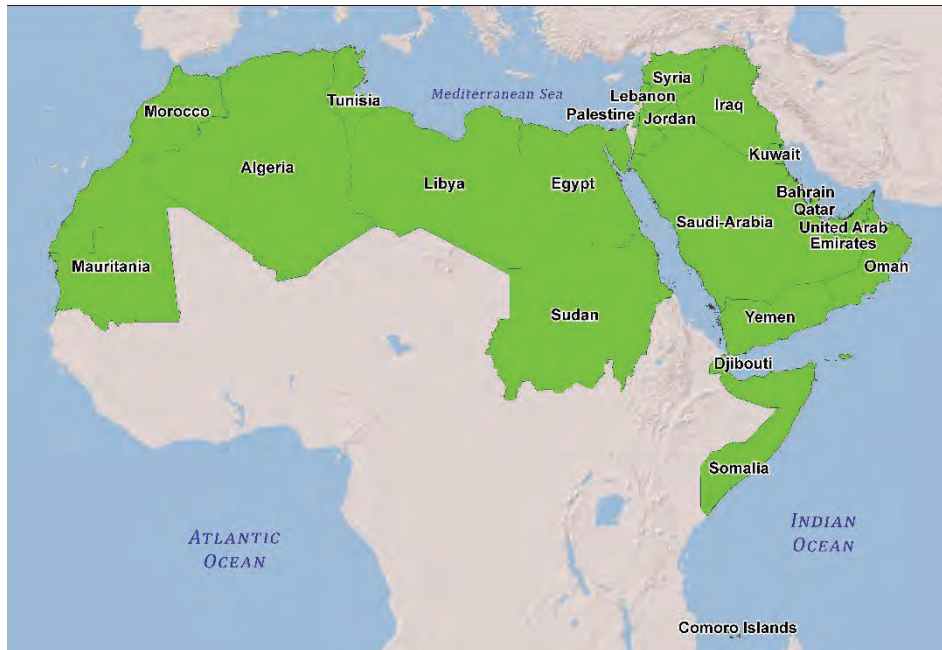 Syria
Lebanon
Mediterranean Sea
Tunisia
Iraq
Morocco
Palestine
Jordan
Kuwait
Algeria
Libya
Egypt
Bahrain
Qatar
Saudi-Arabia
United Arab
Emirates
Mauritania
Oman
Sudan
Yemen
Djibouti
Somalia
INDIAN
OCEAN
ATLANTIC
OCEAN
Comoro Islands